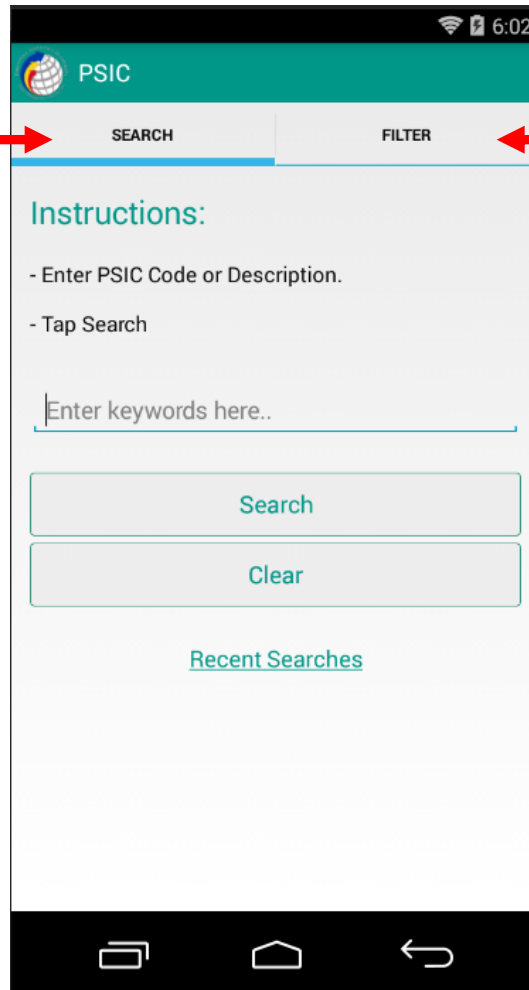 6:02
PSIC
SEARCH
FILTER
Instructions:
- Enter PSIC Code or Description.
- Tap Search
Enter keywords here..
Search
Clear
Recent Searches